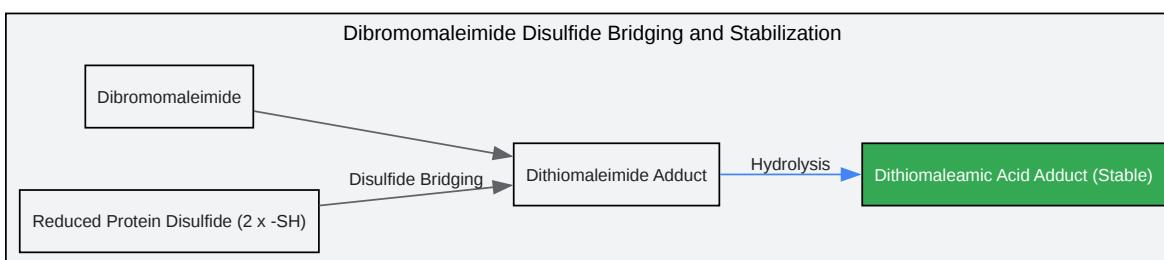 Dibromomaleimide Disulfide Bridging and Stabilization
Dibromomaleimide
Reduced Protein Disulfide (2 x -SH)
Disulfide Bridging
Dithiomaleimide Adduct
Hydrolysis
Dithiomaleamic Acid Adduct (Stable)